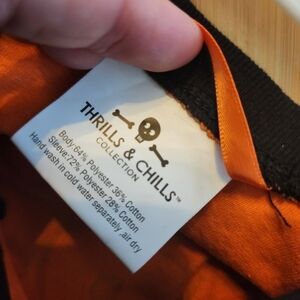 THRILLS & CHILLS™
COLLECTION
Body:64% Polyester 36% Cotton
Sleeve:72% Polyester 28% Cotton
Hand wash in cold water separately ,air dry